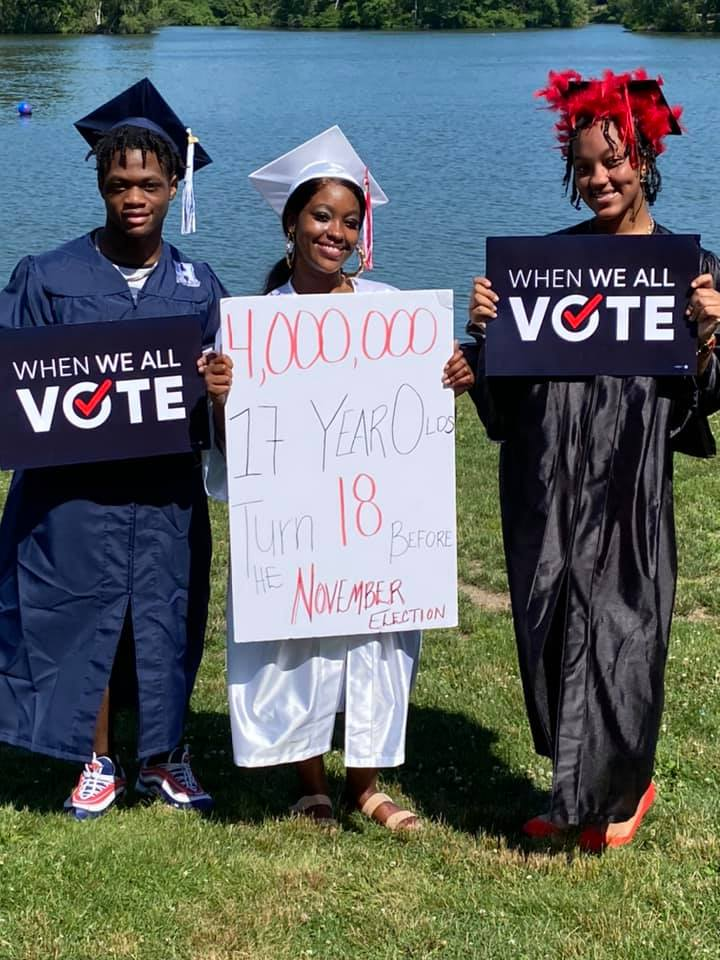 WHEN WE ALL
VOTE
4,000,000
17 YEAR OLDS
Turn 18 BEFORE
HE NOVEMBER
ELECTION
WHEN WE ALL
VOTE